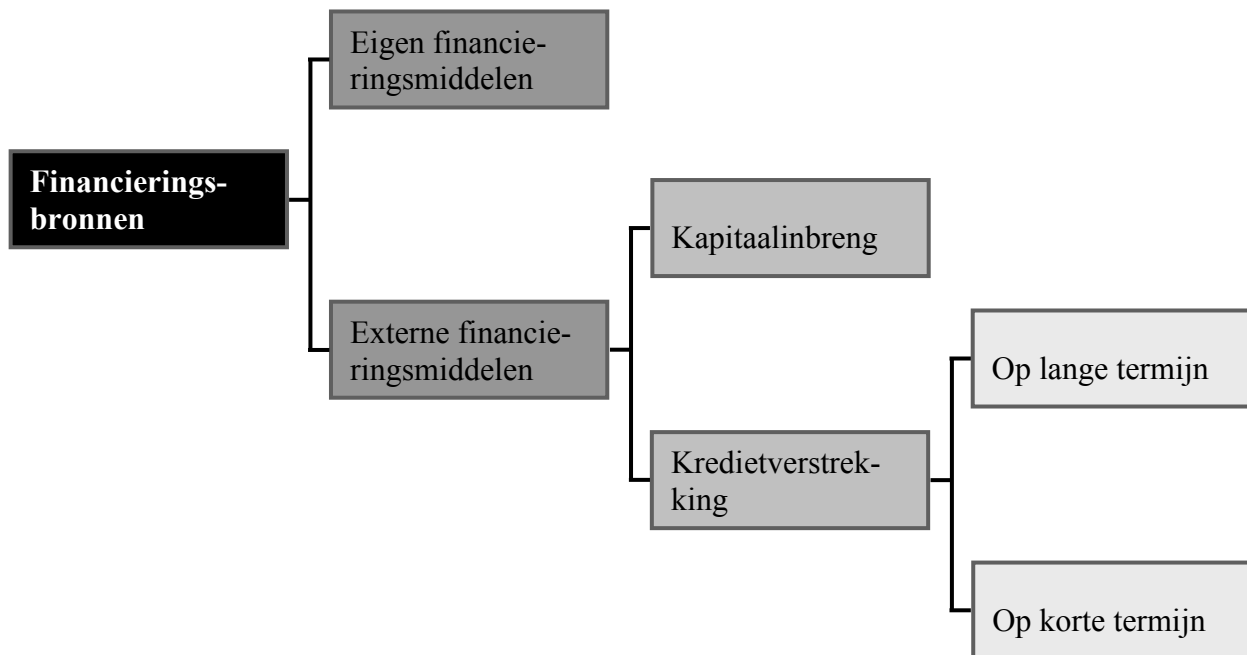 Eigen financie-
ringsmiddelen
Financierings-
bronnen
Kapitaalinbreng
Externe financie-
ringsmiddelen
Op lange termijn
Kredietverstrek-
king
Op korte termijn